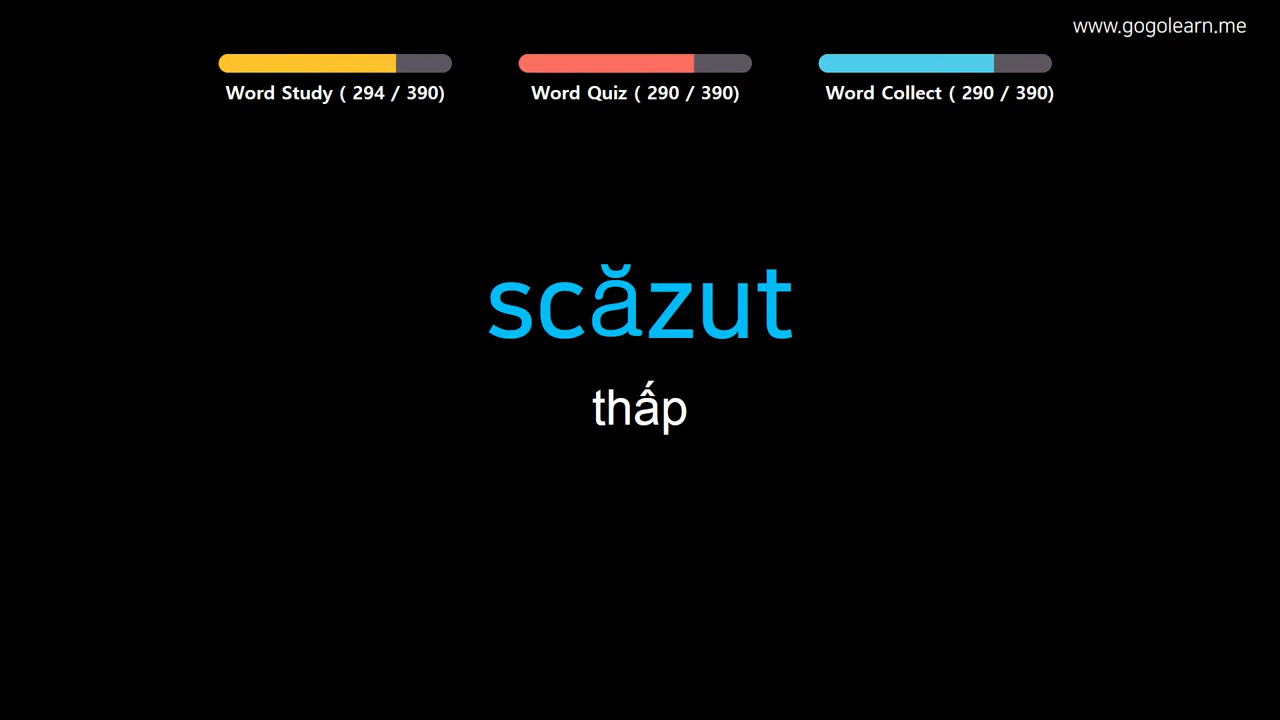 www.gogolearn.me
Word Study ( 294 / 390)
Word Quiz ( 290 / 390)
Word Collect ( 290 / 390)
scăzut
thấp